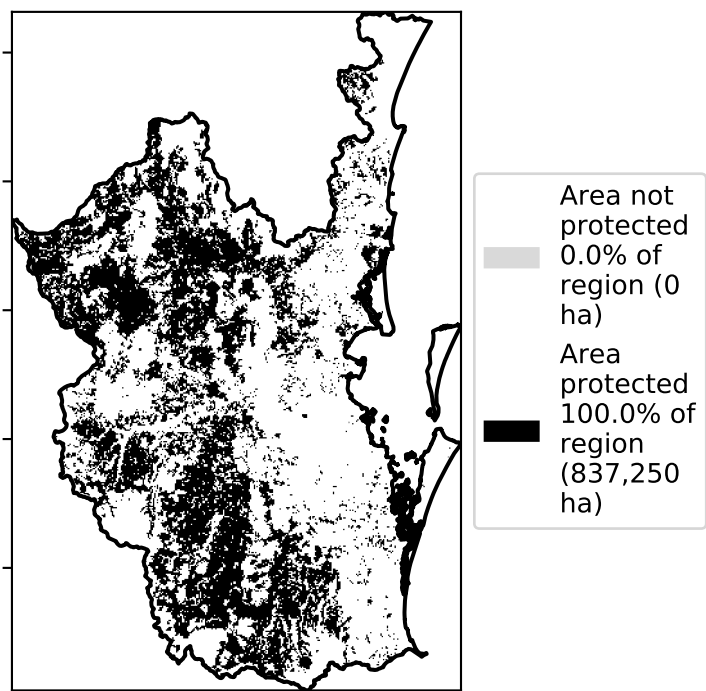 Area not
protected
0.0% of
region (0
ha)
Area
protected
100.0% of
region
(837,250
ha)